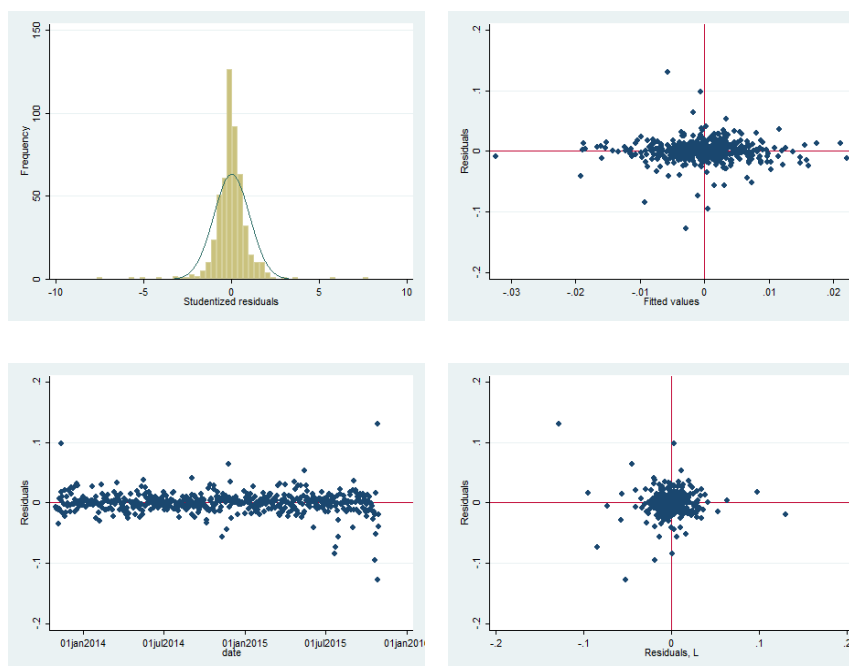 150
100
50
0
Frequency
-10
-5
0
5
10
Studentized residuals
.2
.1
0
-.1
-.2
Residuals
-.03
-.02
-.01
0
.01
.02
Fitted values
.2
.1
0
-.1
-.2
Residuals
01jan2014
01jul2014
01jan2015
01jul2015
01jan2016
date
.2
.1
0
-.1
-.2
Residuals
-.2
-.1
0
.1
.2
Residuals, L